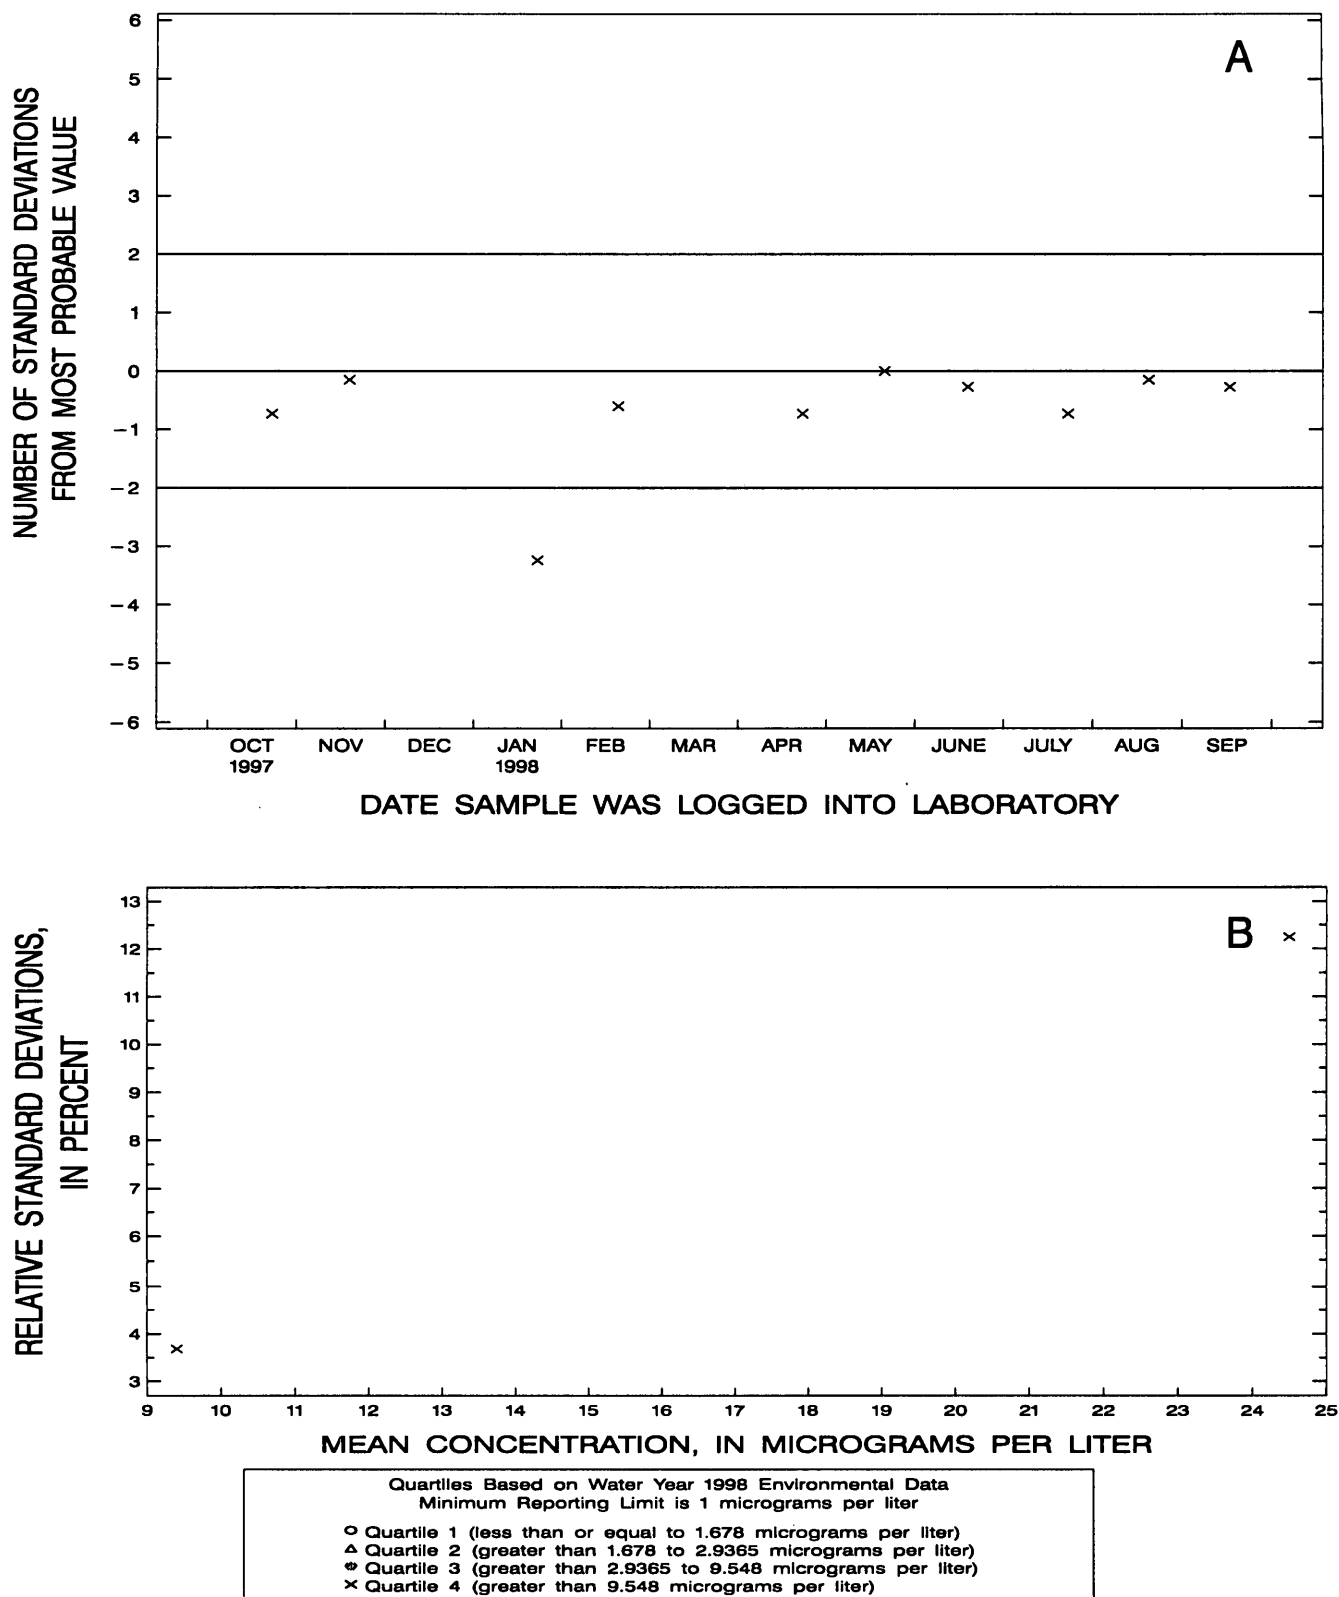 A
NUMBER OF STANDARD DEVIATIONS
FROM MOST PROBABLE VALUE
6
5
4
3
2
1
0
−1
−2
−3
−4
−5
−6
OCT NOV DEC JAN FEB MAR APR MAY JUNE JULY AUG SEP
1997 1998
DATE SAMPLE WAS LOGGED INTO LABORATORY
B
RELATIVE STANDARD DEVIATIONS,
IN PERCENT
13
12
11
10
9
8
7
6
5
4
3
9 10 11 12 13 14 15 16 17 18 19 20 21 22 23 24 25
MEAN CONCENTRATION, IN MICROGRAMS PER LITER
Quartiles Based on Water Year 1998 Environmental Data
Minimum Reporting Limit is 1 micrograms per liter
Quartile 1 (less than or equal to 1.678 micrograms per liter)
Quartile 2 (greater than 1.678 to 2.9365 micrograms per liter)
Quartile 3 (greater than 2.9365 to 9.548 micrograms per liter)
Quartile 4 (greater than 9.548 micrograms per liter)